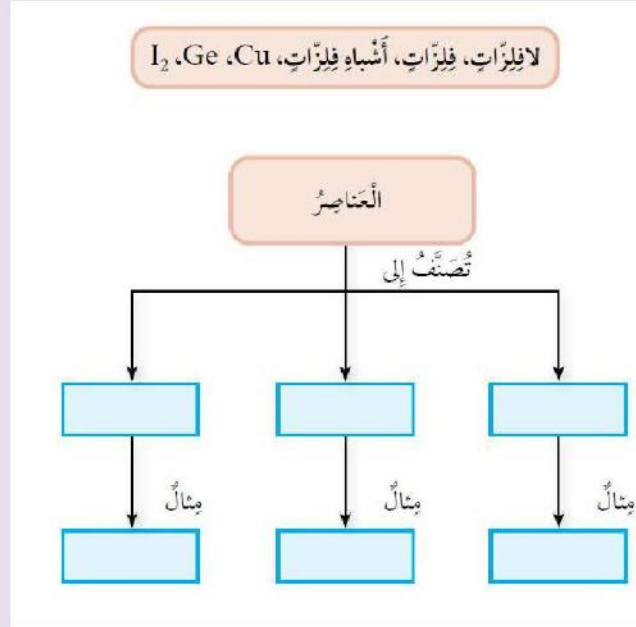 لافِلِزّاتٍ، فِلِزّاتٍ، أَشْباهِ فِلِزّاتٍ، Cu، Ge، I₂
الْعَناصِرُ
تُصَنَّفُ إِلى
مِثالٌ
مِثالٌ
مِثالٌ